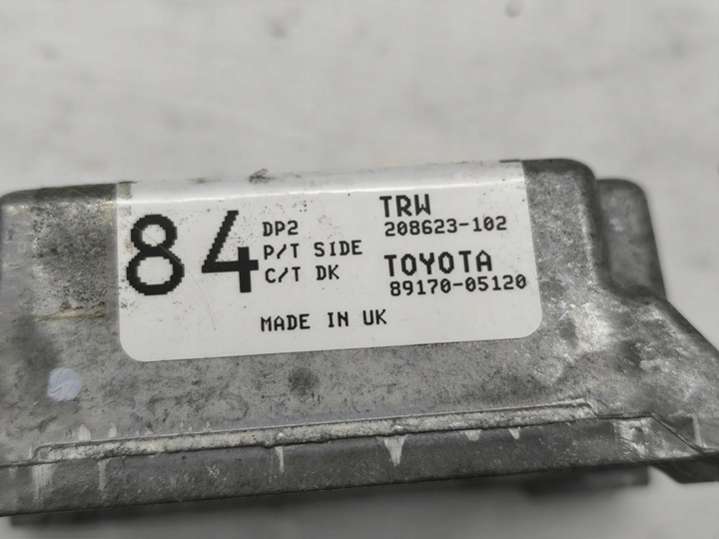 84
DP2
P/T SIDE
C/T DK
TRW
208623-102
TOYOTA
89170-05120
MADE IN UK